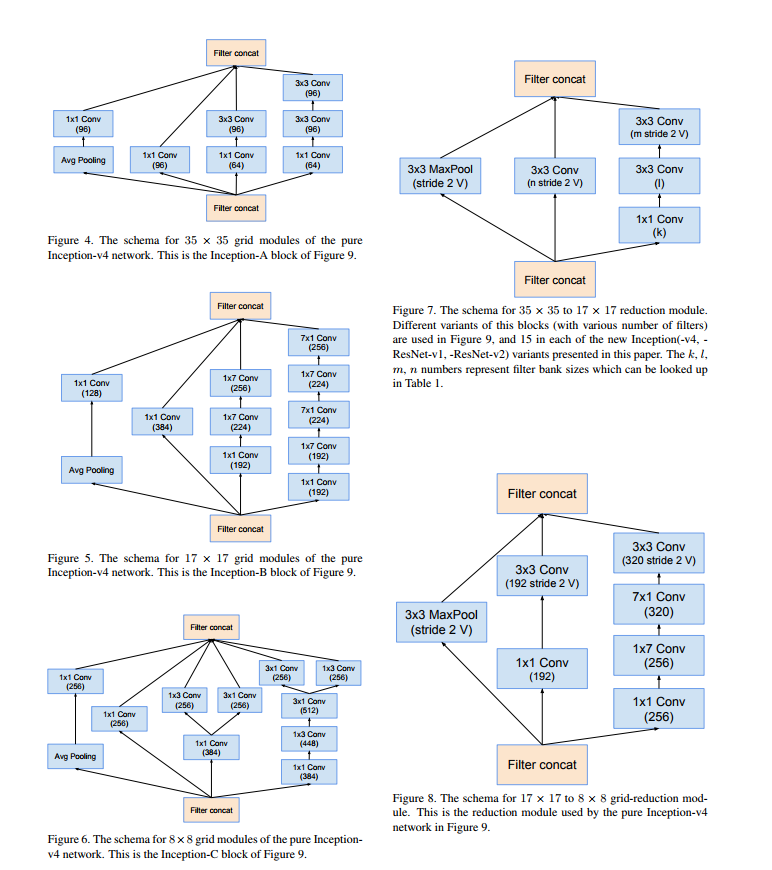 Filter concat
3x3 Conv
(96)
1x1 Conv
(96)
3x3 Conv
(96)
3x3 Conv
(96)
Avg Pooling
1x1 Conv
(96)
1x1 Conv
(64)
1x1 Conv
(64)
Filter concat
Figure 4. The schema for 35 × 35 grid modules of the pure
Inception-v4 network. This is the Inception-A block of Figure 9.
Filter concat
7x1 Conv
(256)
1x1 Conv
(128)
1x7 Conv
(256)
1x7 Conv
(224)
1x1 Conv
(384)
1x7 Conv
(224)
7x1 Conv
(224)
Avg Pooling
1x1 Conv
(192)
1x7 Conv
(192)
1x1 Conv
(192)
Filter concat
Figure 5. The schema for 17 × 17 grid modules of the pure
Inception-v4 network. This is the Inception-B block of Figure 9.
Filter concat
1x1 Conv
(256)
3x1 Conv
(256)
1x3 Conv
(256)
1x1 Conv
(256)
1x3 Conv
(256)
3x1 Conv
(256)
3x1 Conv
(512)
Avg Pooling
1x1 Conv
(384)
1x3 Conv
(448)
1x1 Conv
(384)
Filter concat
Figure 6. The schema for 8×8 grid modules of the pure Inception-
v4 network. This is the Inception-C block of Figure 9.
Filter concat
3x3 Conv
(m stride 2 V)
3x3 MaxPool
(stride 2 V)
3x3 Conv
(n stride 2 V)
3x3 Conv
(l)
1x1 Conv
(k)
Filter concat
Figure 7. The schema for 35 × 35 to 17 × 17 reduction module.
Different variants of this blocks (with various number of filters)
are used in Figure 9, and 15 in each of the new Inception(-v4, -
ResNet-v1, -ResNet-v2) variants presented in this paper. The k, l,
m, n numbers represent filter bank sizes which can be looked up
in Table 1.
Filter concat
3x3 Conv
(320 stride 2 V)
3x3 Conv
(192 stride 2 V)
7x1 Conv
(320)
3x3 MaxPool
(stride 2 V)
1x1 Conv
(192)
1x7 Conv
(256)
1x1 Conv
(256)
Filter concat
Figure 8. The schema for 17 × 17 to 8 × 8 grid-reduction mod-
ule. This is the reduction module used by the pure Inception-v4
network in Figure 9.